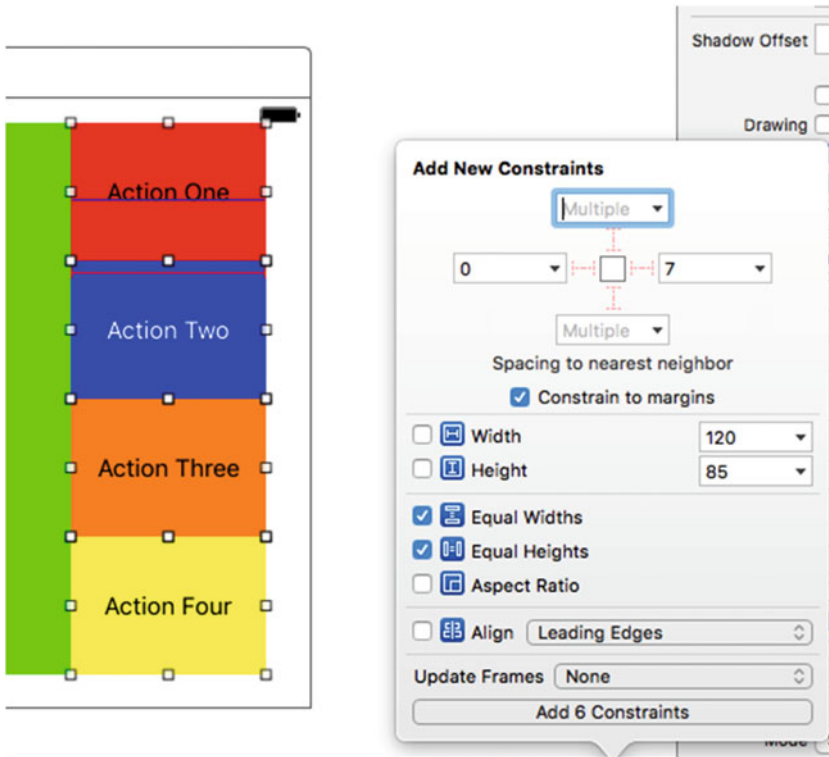 Shadow Offset
Drawing
Action One
Action Two
Action Three
Action Four
Add New Constraints
Multiple
0
7
Multiple
Spacing to nearest neighbor
Constrain to margins
Width
120
Height
85
Equal Widths
Equal Heights
Aspect Ratio
Align
Leading Edges
Update Frames
None
Add 6 Constraints
Mode